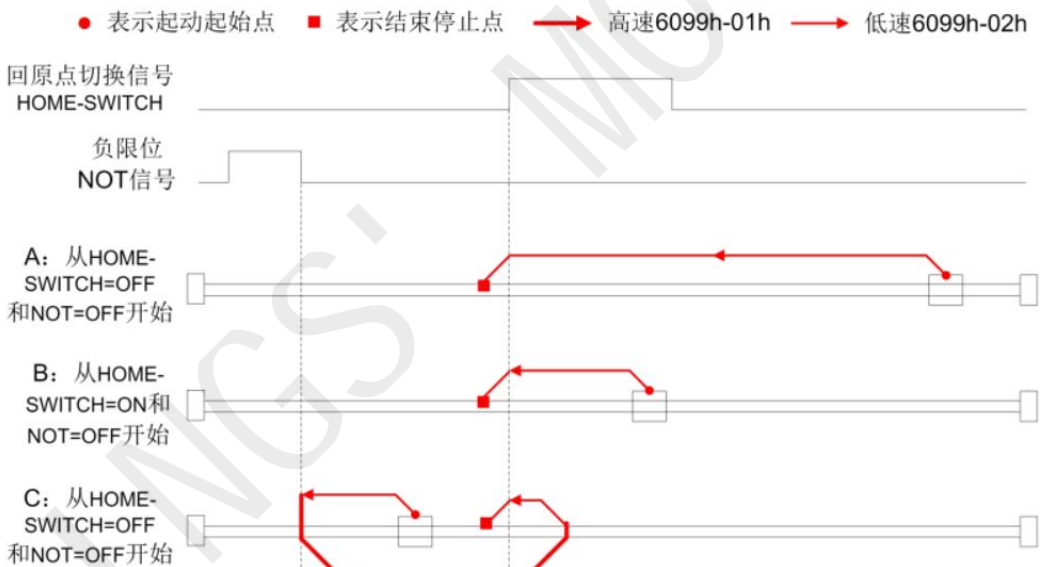 表示起动起始点 表示结束停止点 高速6099h-01h 低速6099h-02h
回原点切换信号
HOME-SWITCH
负限位
NOT信号
A：从HOME-
SWITCH=OFF
和NOT=OFF开始
B：从HOME-
SWITCH=ON和
NOT=OFF开始
C：从HOME-
SWITCH=OFF
和NOT=OFF开始